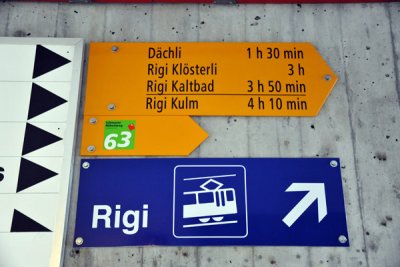 Dächli 1 h 30 min
Rigi Klösterli 3 h
Rigi Kaltbad 3 h 50 min
Rigi Kulm 4 h 10 min
63
Rigi